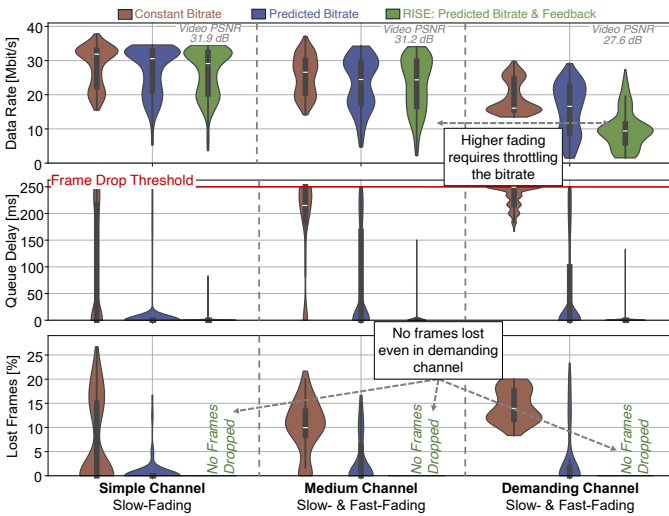 Constant Bitrate Predicted Bitrate RISE: Predicted Bitrate & Feedback
Video PSNR
31.9 dB
Video PSNR
31.2 dB
Video PSNR
27.6 dB
Data Rate [Mbit/s]
40
30
20
10
0
Higher fading
requires throttling
the bitrate
Frame Drop Threshold
Queue Delay [ms]
250
200
150
100
50
0
No frames lost
even in demanding
channel
Lost Frames [%]
25
20
15
10
5
0
No Frames
Dropped
No Frames
Dropped
No Frames
Dropped
Simple Channel
Slow-Fading
Medium Channel
Slow- & Fast-Fading
Demanding Channel
Slow- & Fast-Fading